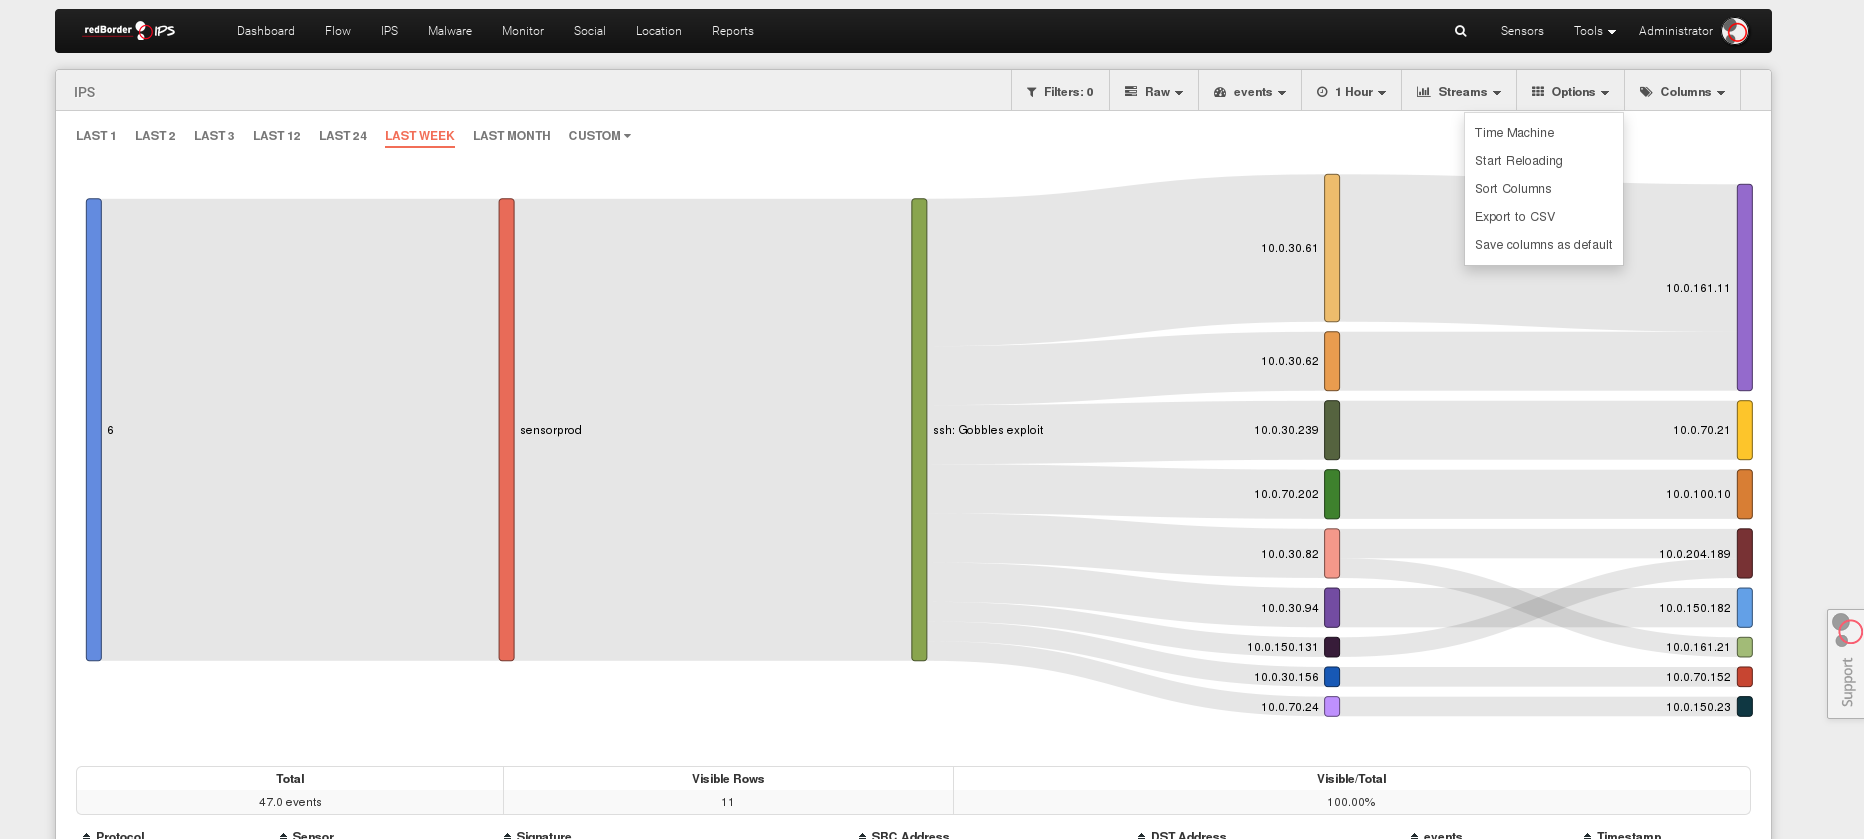 redBorder IPS Dashboard Flow IPS Malware Monitor Social Location Reports Sensors Tools Administrator
IPS Filters: 0 Raw events 1 Hour Streams Options Columns
LAST 1 LAST 2 LAST 3 LAST 12 LAST 24 LAST WEEK LAST MONTH CUSTOM
Time Machine
Start Reloading
Sort Columns
Export to CSV
Save columns as default
6
sensorprod
ssh: Gobbles exploit
10.0.30.61
10.0.30.62
10.0.30.239
10.0.70.202
10.0.30.82
10.0.30.94
10.0.150.131
10.0.30.156
10.0.70.24
10.0.161.11
10.0.70.21
10.0.100.10
10.0.204.189
10.0.150.182
10.0.161.21
10.0.70.152
10.0.150.23
Support
Total Visible Rows Visible/Total
47.0 events 11 100.00%
Protocol Sensor Signature SRC Address DST Address events Timestamp